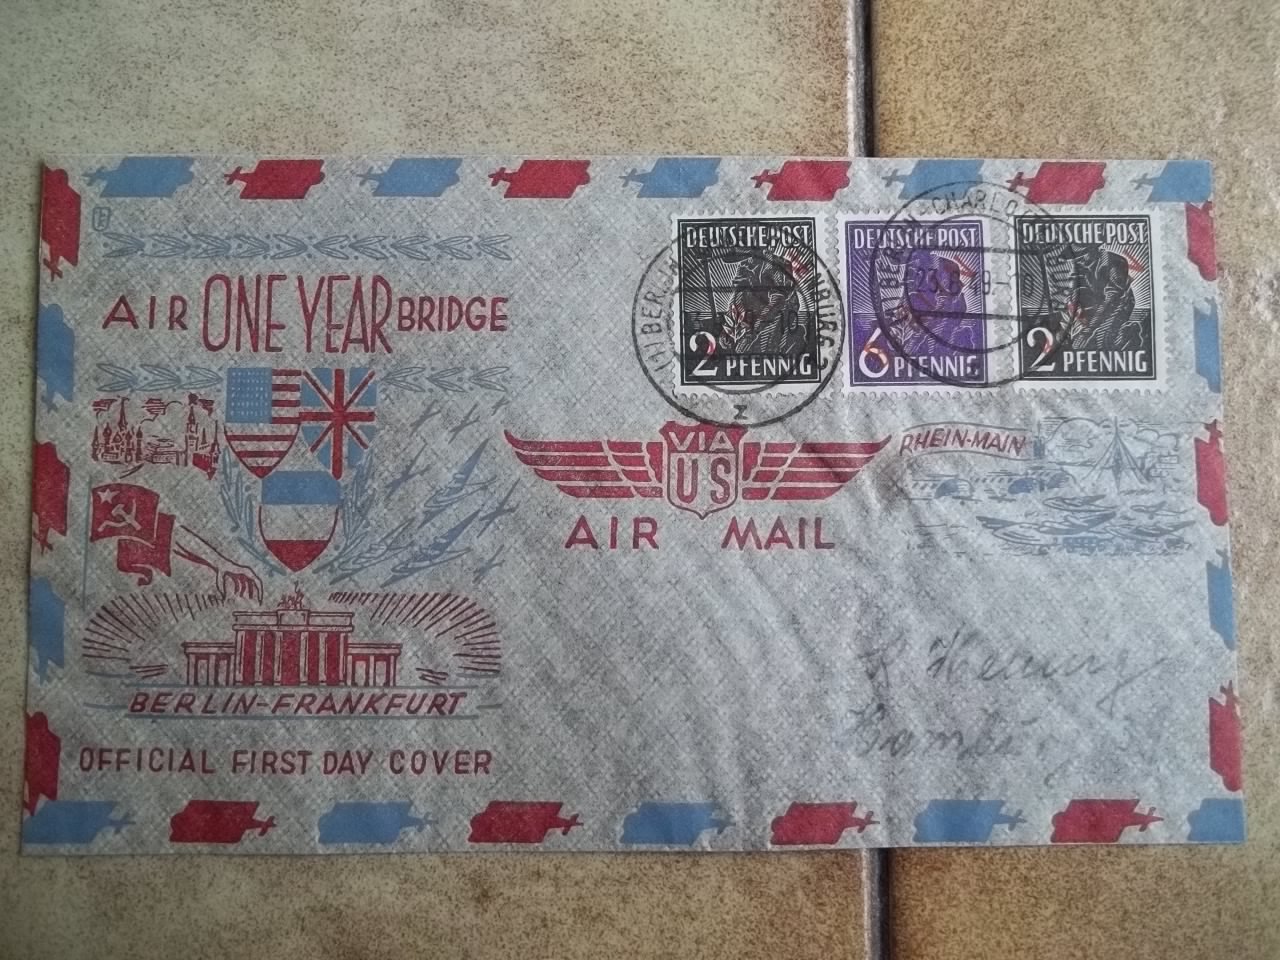 AIR ONE YEAR BRIDGE
DEUTSCHE POST
2 PFENNIG
DEUTSCHE POST
6 PFENNIG
DEUTSCHE POST
2 PFENNIG
z
VIA
US
AIR MAIL
RHEIN-MAIN
BERLIN-FRANKFURT
OFFICIAL FIRST DAY COVER